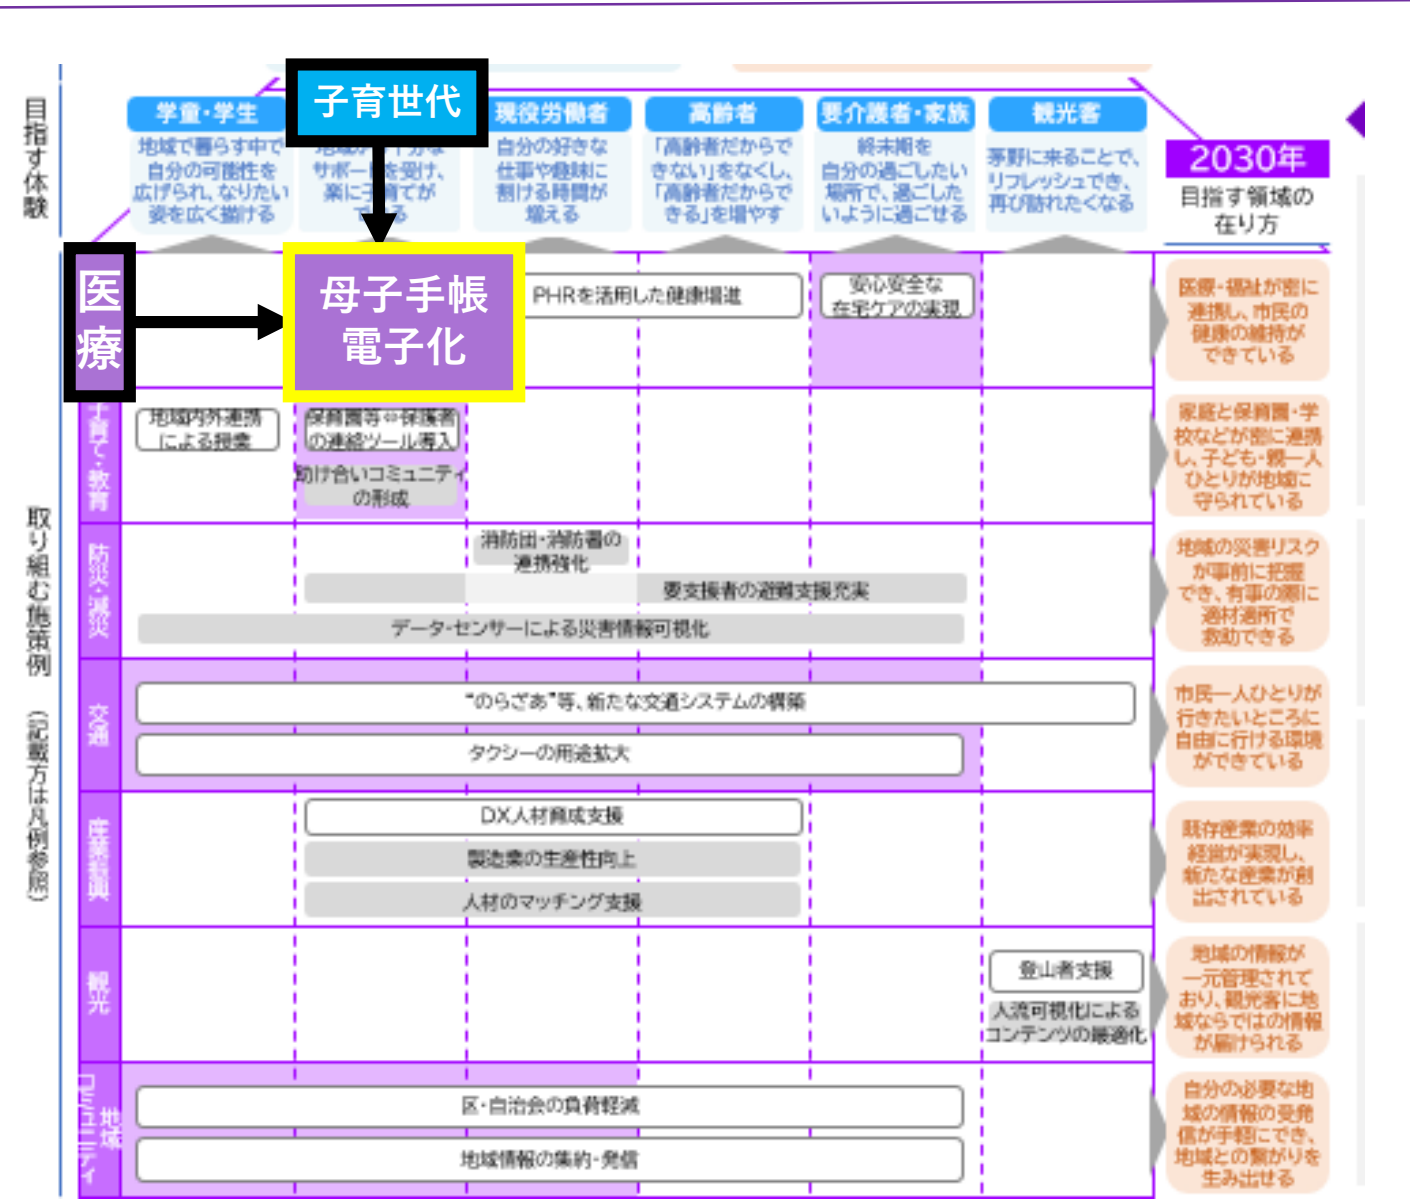 目指す体験
学童・学生
子育世代
現役労働者
高齢者
要介護者・家族
観光客
地域で暮らす中で
自分の可能性を
広げられ、なりたい
姿を広く描ける
サポートを受け、
楽に子育てが
できる
自分の好きな
仕事や趣味に
割ける時間が
増える
「高齢者だからで
きない」をなくし、
「高齢者だからで
きる」を増やす
終末期を
自分の過ごしたい
場所で、過ごした
いように過ごせる
茅野に来ることで、
リフレッシュでき、
再び訪れたくなる
2030年
目指す領域の
在り方
取り組む施策例
(記載方は凡例参照)
医療
母子手帳
電子化
PHRを活用した健康増進
安心安全な
在宅ケアの実現
医療・福祉が密に
連携し、市民の
健康の維持が
できている
子育て・教育
地域内外連携
による授業
保育園等⇔保護者
の連絡ツール導入
助け合いコミュニティ
の形成
家庭と保育園・学
校などが密に連携
し、子ども・親一人
ひとりが地域に
守られている
防災・減災
消防団・消防署の
連携強化
要支援者の避難支援充実
データ・センサーによる災害情報可視化
地域の災害リスク
が事前に把握
でき、有事の際に
適材適所で
救助できる
交通
“のらざあ”等、新たな交通システムの構築
タクシーの用途拡大
市民一人ひとりが
行きたいところに
自由に行ける環境
ができている
産業振興
DX人材育成支援
製造業の生産性向上
人材のマッチング支援
既存産業の効率
経営が実現し、
新たな産業が創
出されている
観光
登山者支援
人流可視化による
コンテンツの最適化
地域の情報が
一元管理されて
おり、観光客に地
域ならではの情報
が届けられる
地域
コミュニティ
区・自治会の負荷軽減
地域情報の集約・発信
自分の必要な地
域の情報の受発
信が手軽にでき、
地域との繋がりを
生み出せる